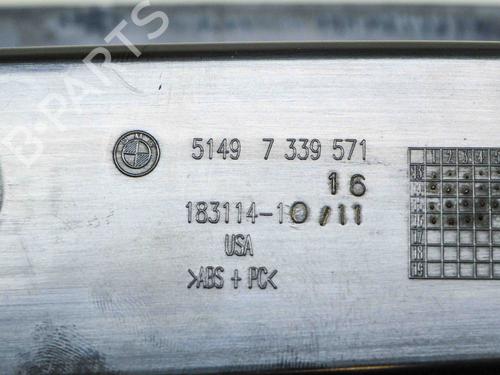 B-PARTS
5149 7 339 571
16
183114-10/11
USA
>ABS + PC<